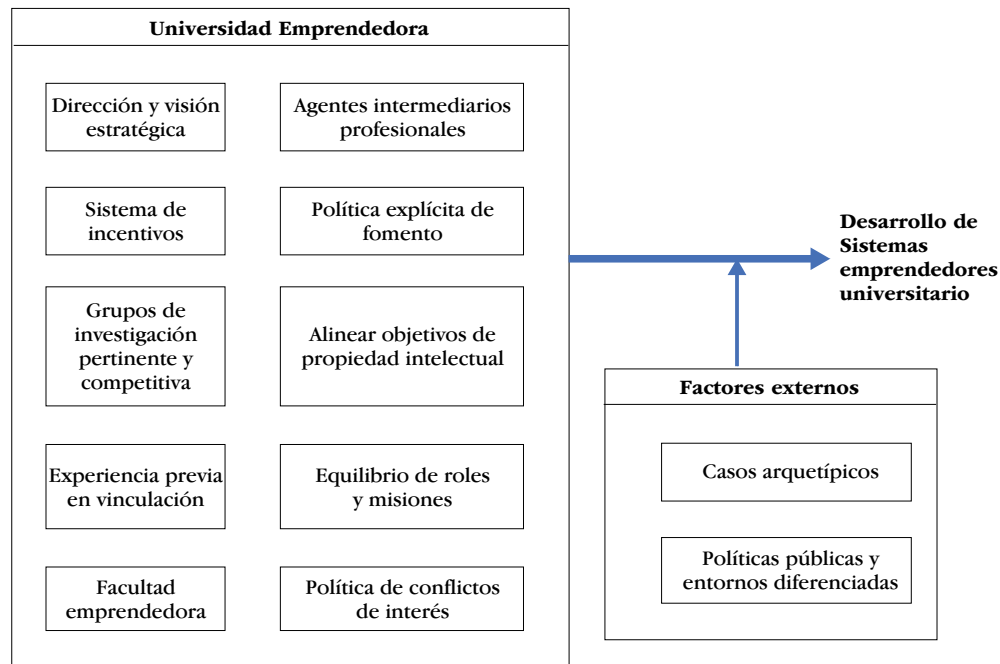 Universidad Emprendedora
Dirección y visión
estratégica
Agentes intermediarios
profesionales
Sistema de
incentivos
Política explícita de
fomento
Grupos de
investigación
pertinente y
competitiva
Alinear objetivos de
propiedad intelectual
Experiencia previa
en vinculación
Equilibrio de roles
y misiones
Facultad
emprendedora
Política de conflictos
de interés
Desarrollo de
Sistemas
emprendedores
universitario
Factores externos
Casos arquetípicos
Políticas públicas y
entornos diferenciadas